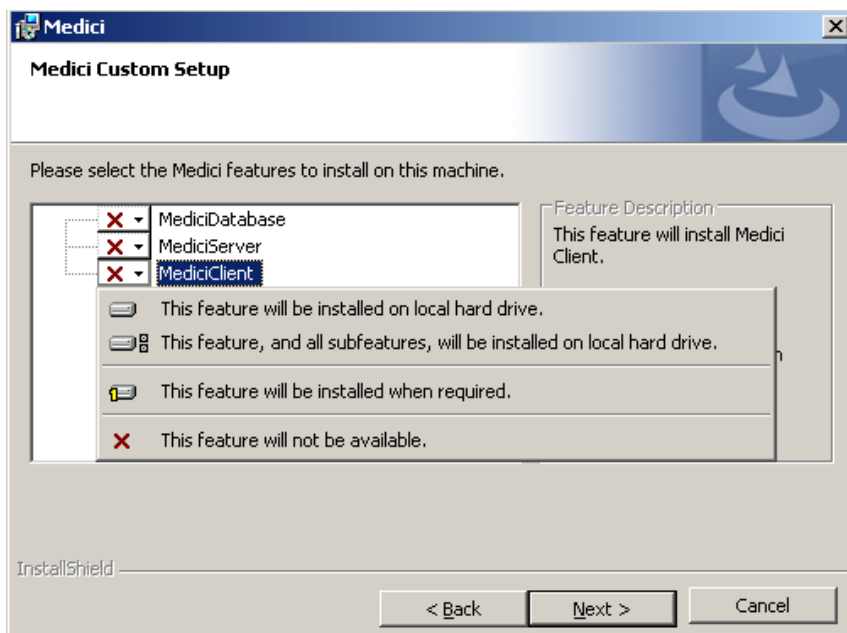 Medici
Medici Custom Setup
Please select the Medici features to install on this machine.
MediciDatabase
MediciServer
MediciClient
Feature Description
This feature will install Medici
Client.
This feature will be installed on local hard drive.
This feature, and all subfeatures, will be installed on local hard drive.
This feature will be installed when required.
This feature will not be available.
InstallShield
< Back
Next >
Cancel